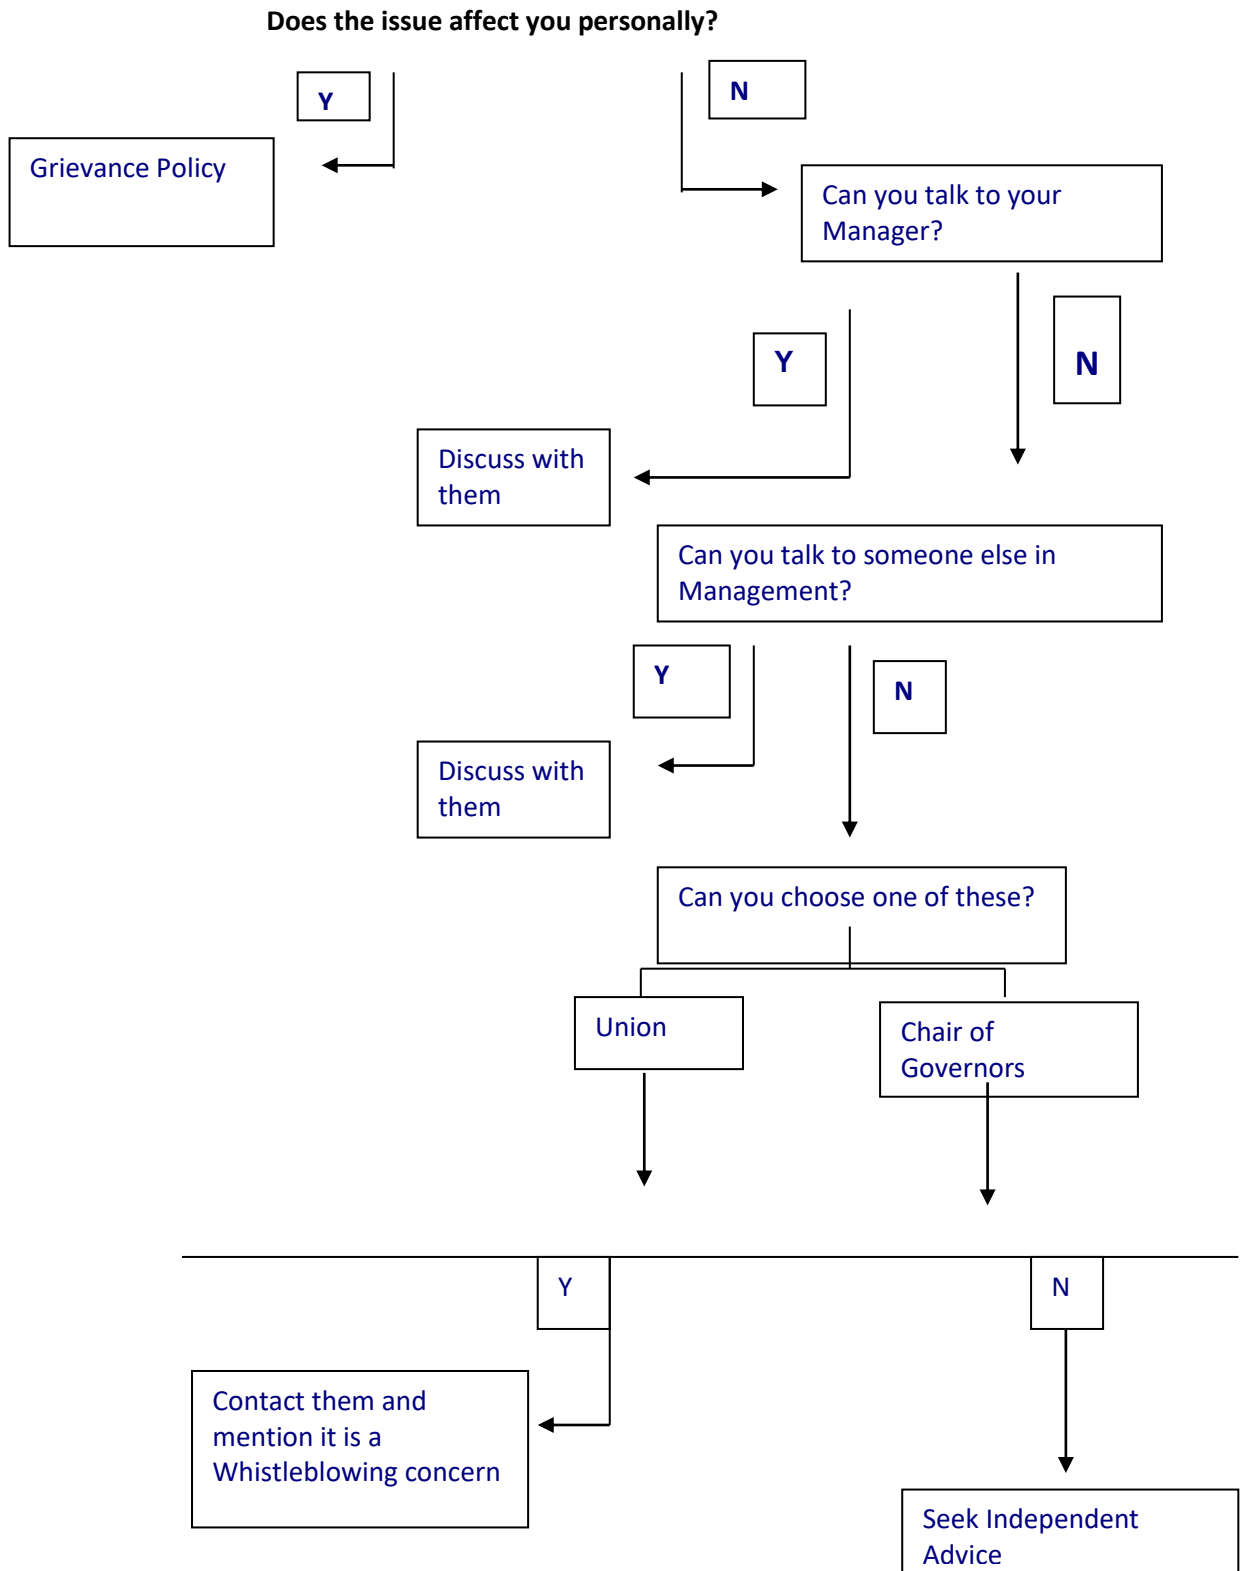 Does the issue affect you personally?
Y
N
Grievance Policy
Can you talk to your
Manager?
Y
N
Discuss with
them
Can you talk to someone else in
Management?
Y
N
Discuss with
them
Can you choose one of these?
Union
Chair of
Governors
Y
N
Contact them and
mention it is a
Whistleblowing concern
Seek Independent
Advice